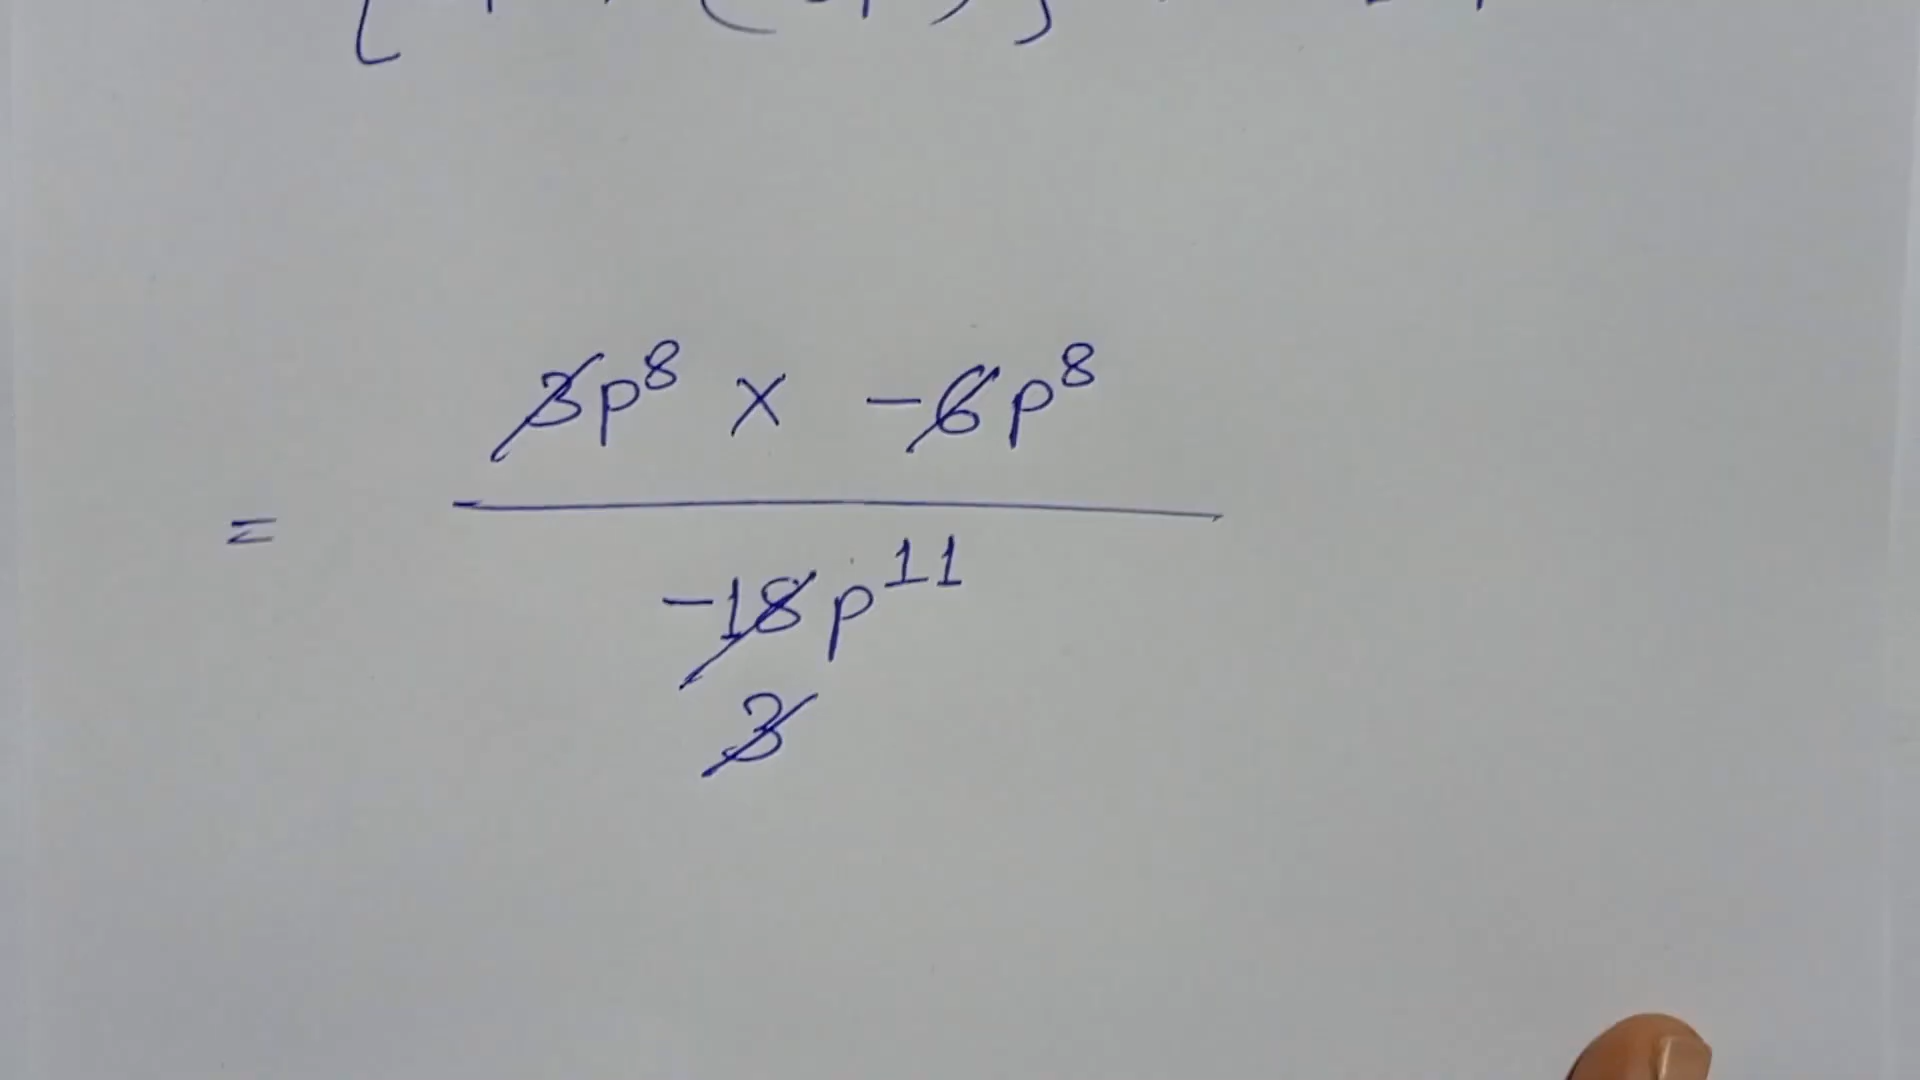 3p⁸ × -6p⁸
=
-18p¹¹
3